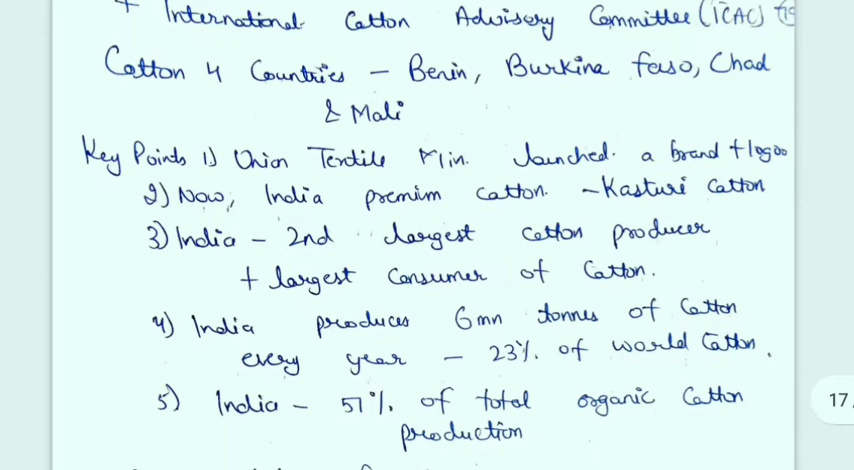 + International Cotton Advisory Committee (ICAC)
Cotton 4 Countries - Benin, Burkina Faso, Chad
& Mali
Key Points 1) Union Textile Min. launched a brand + logoo
2) Now, India premim cotton - Kasturi Cotton
3) India - 2nd largest cotton producer
+ largest consumer of Cotton.
4) India produces 6mn tonnes of Cotton
every year - 23% of world Cotton.
5) India - 51% of total organic Cotton
production
17